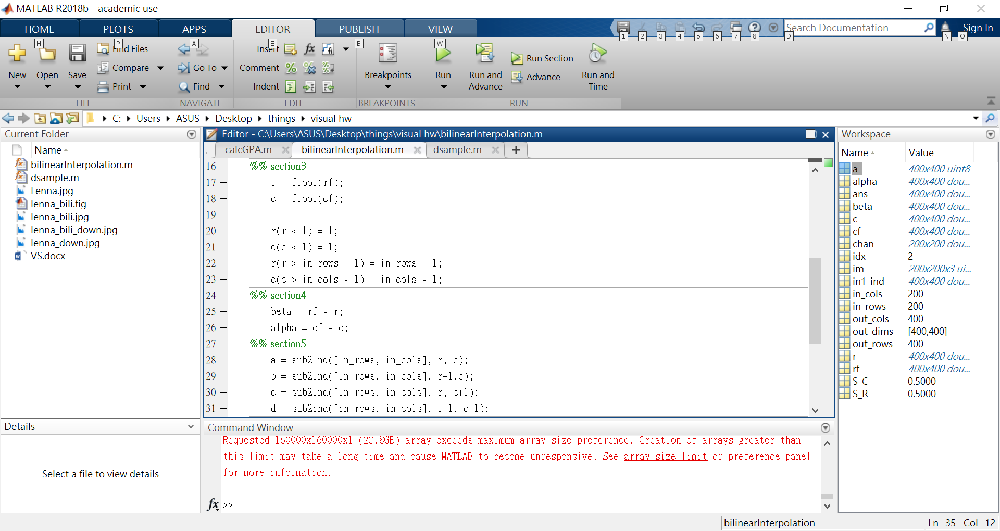 MATLAB R2018b - academic use
HOME PLOTS APPS EDITOR PUBLISH VIEW
1 2 3 4 5 6 7 8 Search Documentation D N Sign In O
H P A E B W
New Open Save Find Files Compare Print
FILE
Go To Find
NAVIGATE
Insert fx fi
Comment
Indent
EDIT
Breakpoints
BREAKPOINTS
Run Run and Advance Run Section Advance Run and Time
RUN
C: Users ASUS Desktop things visual hw
Current Folder
Name
bilinearInterpolation.m
dsample.m
Lenna.jpg
lenna_bili.fig
lenna_bili.jpg
lenna_bili_down.jpg
lenna_down.jpg
VS.docx
Details
Select a file to view details
Editor - C:\Users\ASUS\Desktop\things\visual hw\bilinearInterpolation.m
calcGPA.m bilinearInterpolation.m dsample.m +
16 %% section3
17 r = floor(rf);
18 c = floor(cf);
19
20 r(r < 1) = 1;
21 c(c < 1) = 1;
22 r(r > in_rows - 1) = in_rows - 1;
23 c(c > in_cols - 1) = in_cols - 1;
24 %% section4
25 beta = rf - r;
26 alpha = cf - c;
27 %% section5
28 a = sub2ind([in_rows, in_cols], r, c);
29 b = sub2ind([in_rows, in_cols], r+1,c);
30 c = sub2ind([in_rows, in_cols], r, c+1);
31 d = sub2ind([in_rows, in_cols], r+1, c+1);
Command Window
Requested 160000x160000x1 (23.8GB) array exceeds maximum array size preference. Creation of arrays greater than
this limit may take a long time and cause MATLAB to become unresponsive. See array size limit or preference panel
for more information.
fx >>
Workspace
Name Value
a 400x400 uint8
alpha 400x400 dou...
ans 400x400 dou...
beta 400x400 dou...
c 400x400 dou...
cf 400x400 dou...
chan 200x200 dou...
idx 2
im 200x200x3 ui...
in1_ind 400x400 dou...
in_cols 200
in_rows 200
out_cols 400
out_dims [400,400]
out_rows 400
r 400x400 dou...
rf 400x400 dou...
S_C 0.5000
S_R 0.5000
bilinearInterpolation Ln 35 Col 12